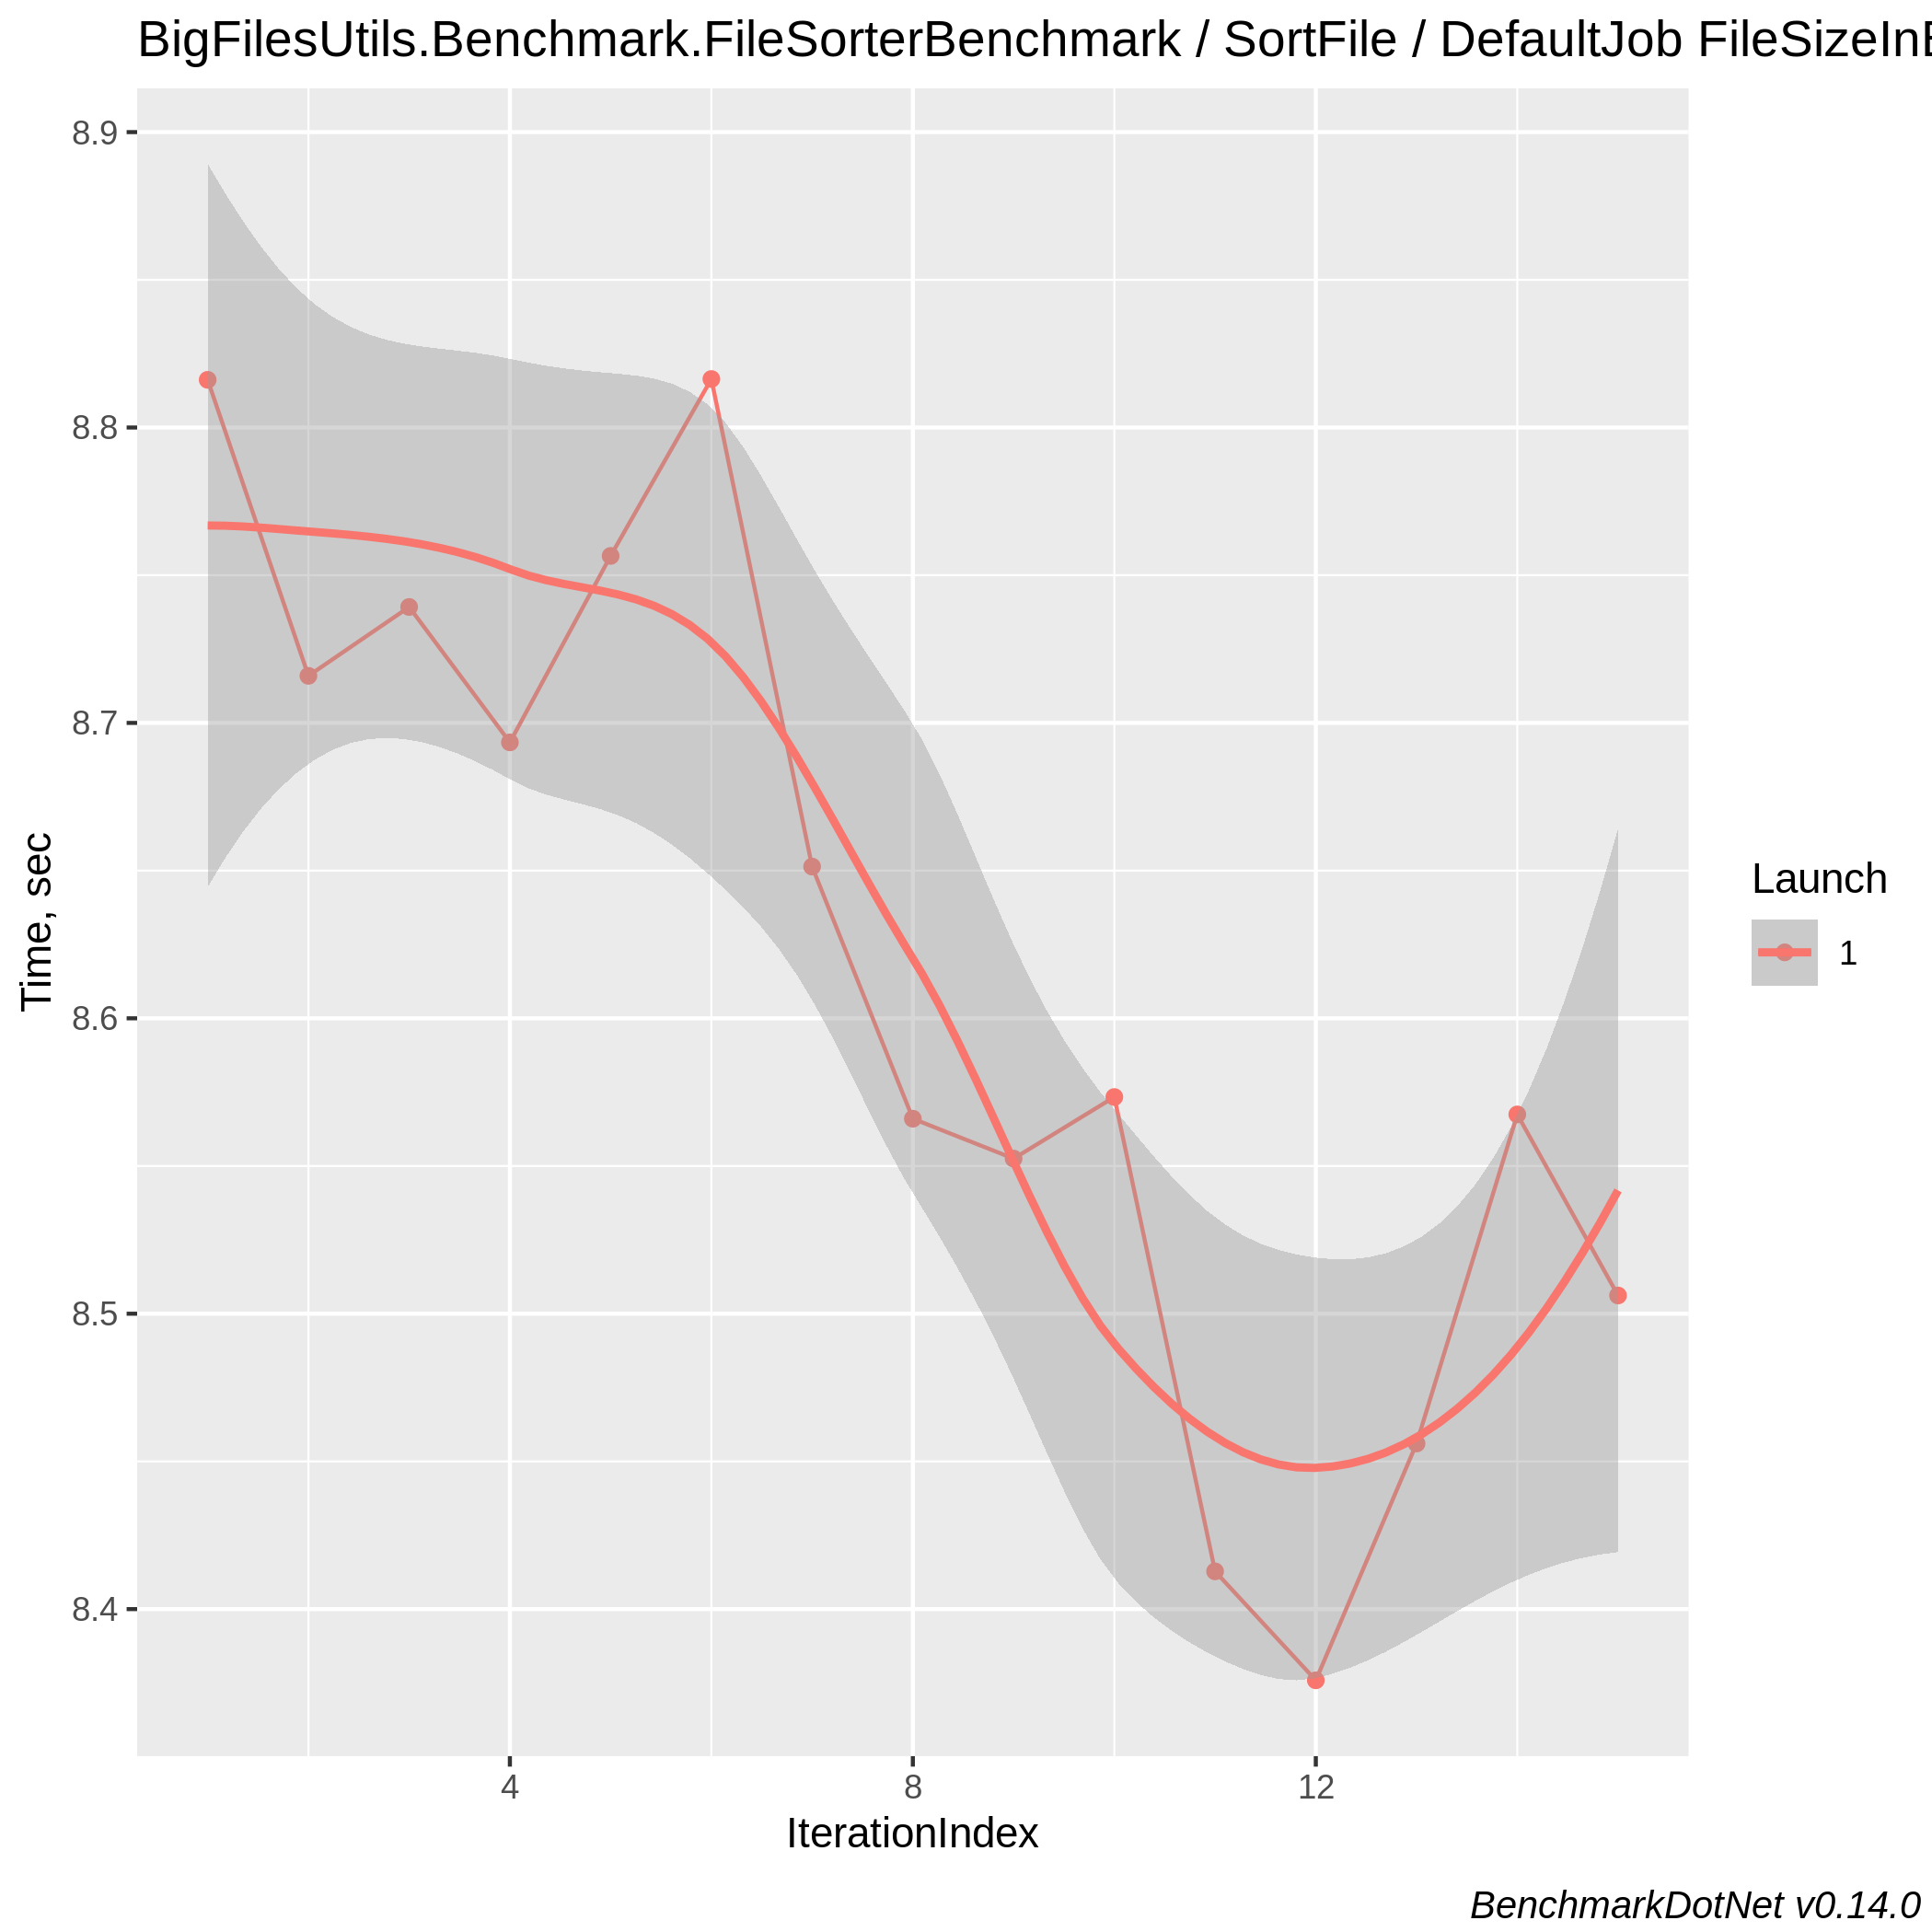 BigFilesUtils.Benchmark.FileSorterBenchmark / SortFile / DefaultJob FileSizeIn
8.9
8.8
8.7
8.6
8.5
8.4
Time, sec
4
8
12
IterationIndex
Launch
1
BenchmarkDotNet v0.14.0